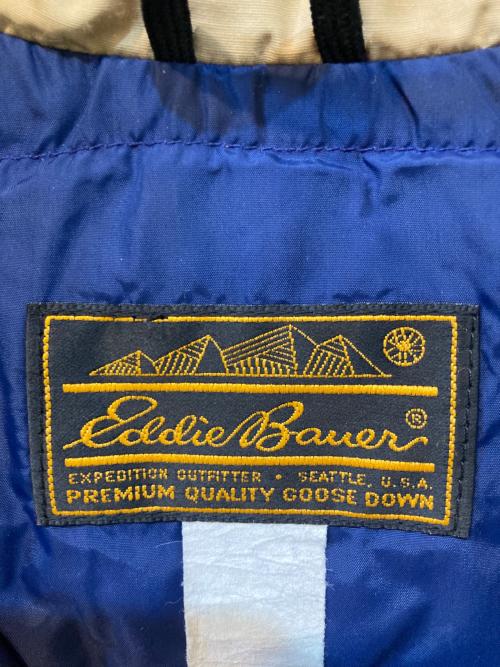 Eddie Bauer ®
EXPEDITION OUTFITTER • SEATTLE, U.S.A.
PREMIUM QUALITY GOOSE DOWN